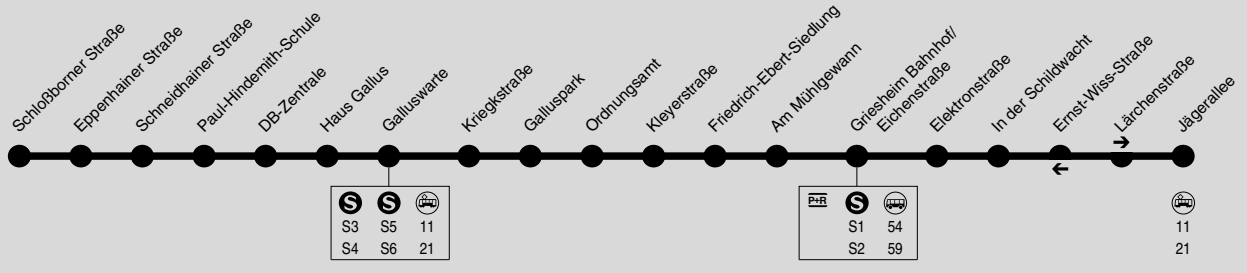 Schloßborner Straße
Eppenhainer Straße
Schneidhainer Straße
Paul-Hindemith-Schule
DB-Zentrale
Haus Gallus
Galluswarte
Kriegkstraße
Galluspark
Ordnungsamt
Kleyerstraße
Friedrich-Ebert-Siedlung
Am Mühlgewann
Griesheim Bahnhof/
Eichenstraße
Elektronstraße
In der Schildwacht
Ernst-Wiss-Straße
Lärchenstraße
Jägerallee
S S
S3 S5 11
S4 S6 21
P+R S
S1 54
S2 59
11
21